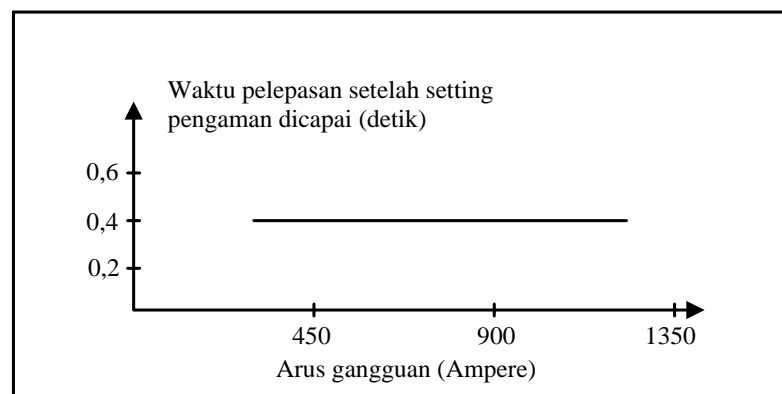 Waktu pelepasan setelah setting
pengaman dicapai (detik)
0,6
0,4
0,2
450 900 1350
Arus gangguan (Ampere)